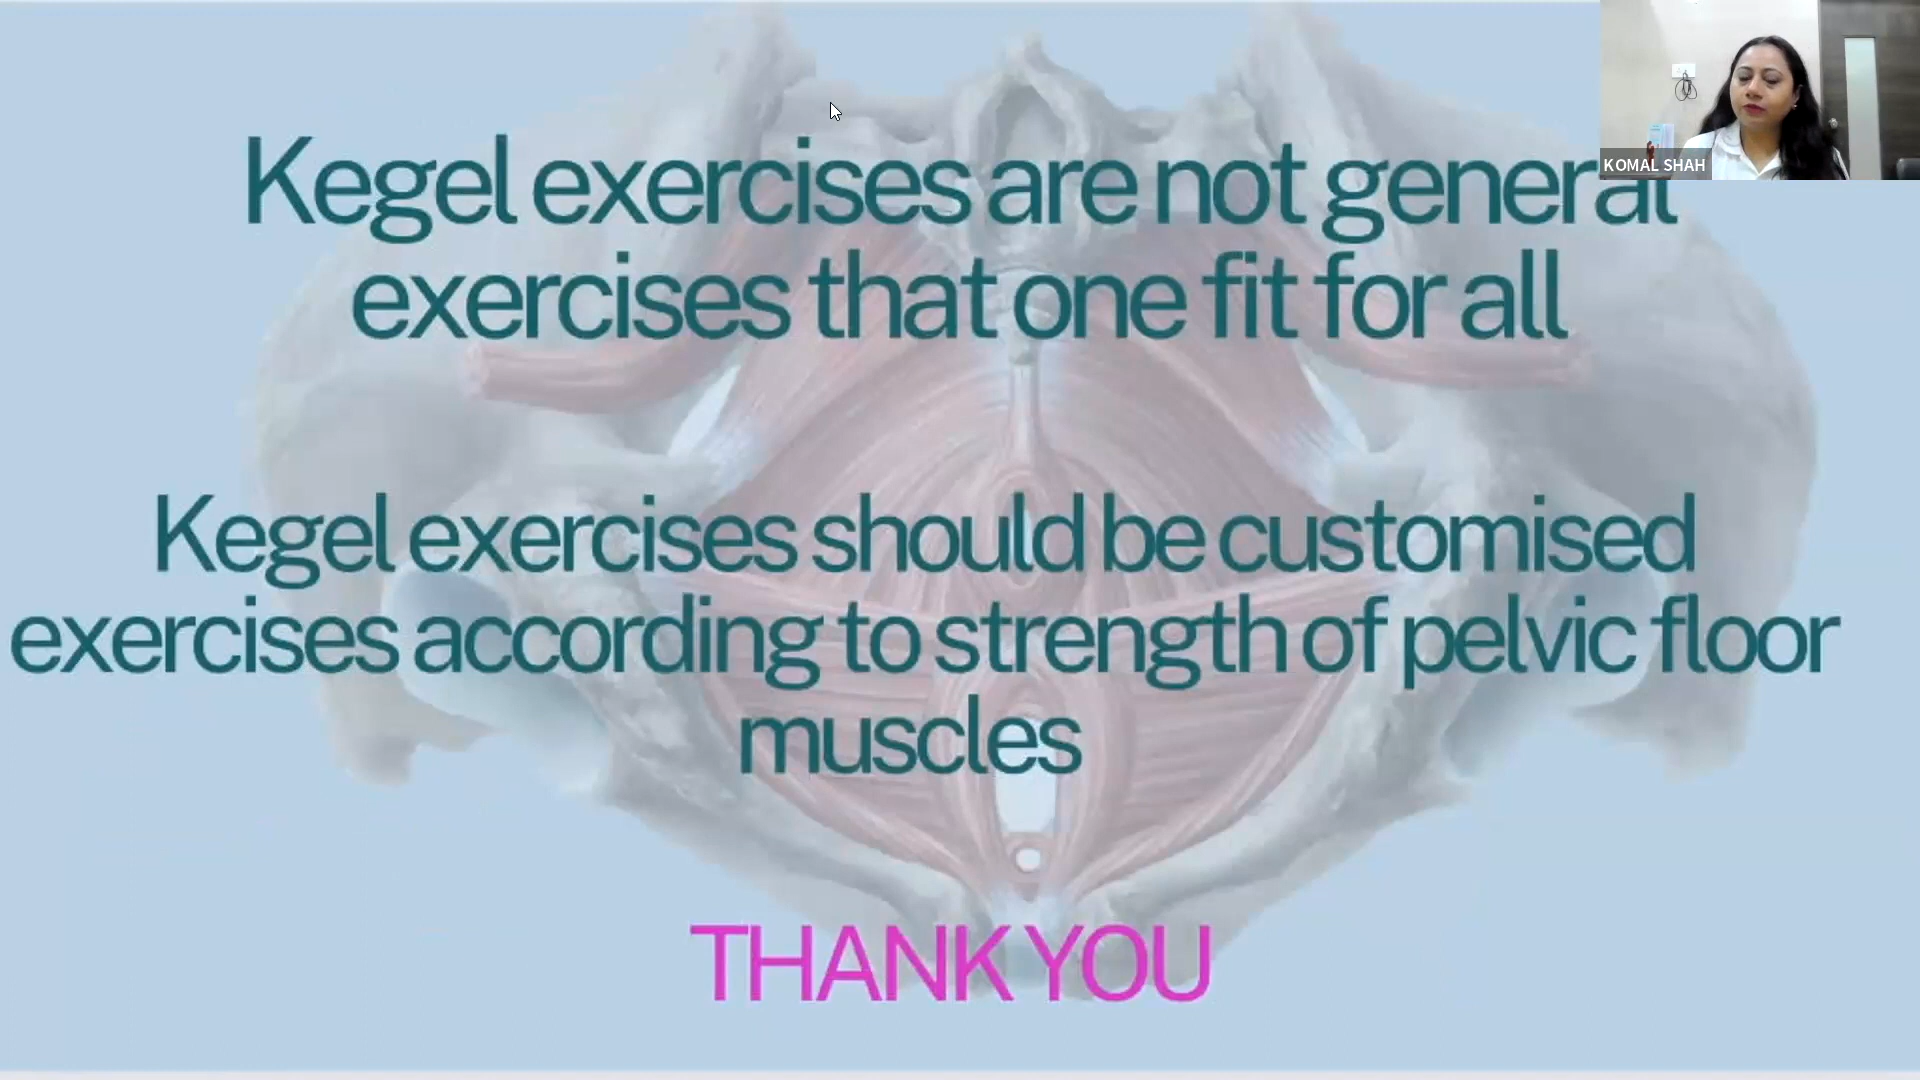 Kegel exercises are not general
exercises that one fit for all
KOMAL SHAH
Kegel exercises should be customised
exercises according to strength of pelvic floor
muscles
THANK YOU